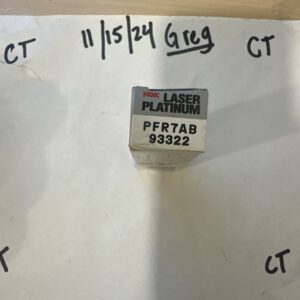 11/15/24 Greg
CT
CT
NGK LASER
PLATINUM
PFR7AB
93322
CT